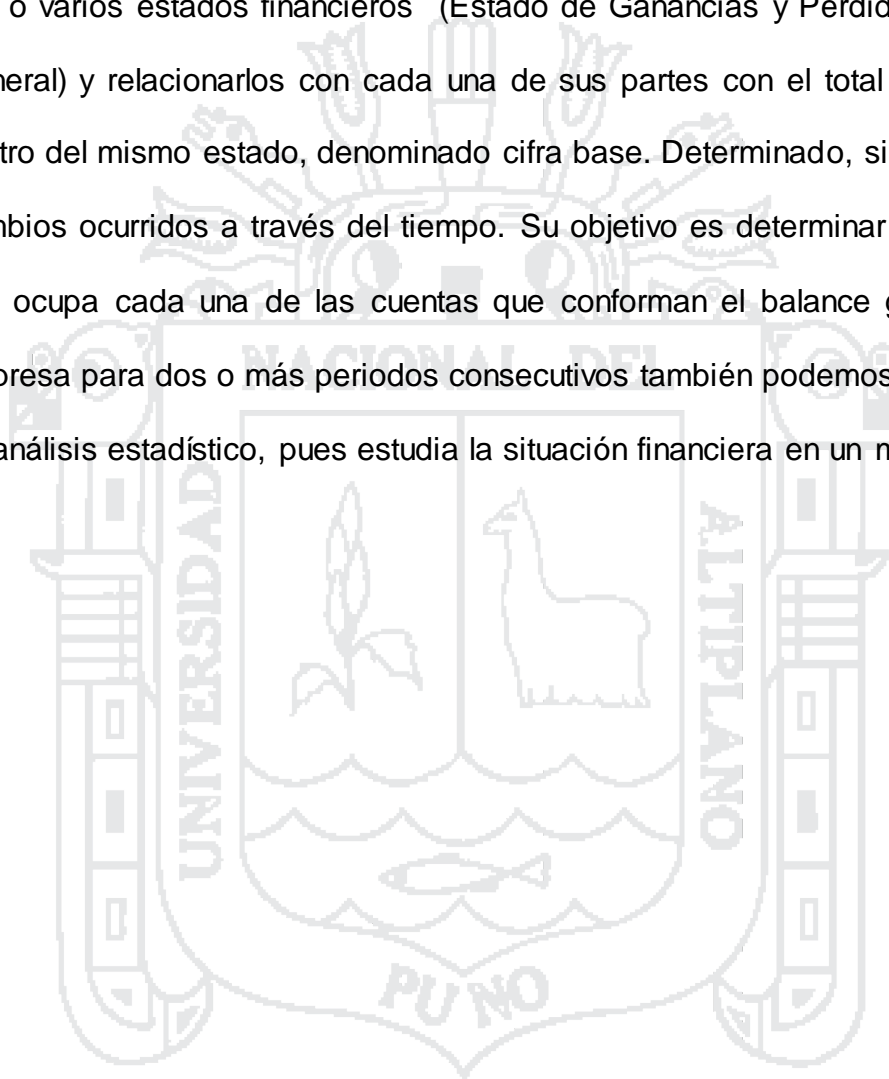 o varios estados financieros (Estado de Ganancias y Perdid
neral) y relacionarlos con cada una de sus partes con el total
tro del mismo estado, denominado cifra base. Determinado, si
mbios ocurridos a través del tiempo. Su objetivo es determinar
ocupa cada una de las cuentas que conforman el balance g
presa para dos o más periodos consecutivos también podemos
análisis estadístico, pues estudia la situación financiera en un m
NACIONAL DEL
UNIVERSIDAD
ALTIPLANO
PUNO